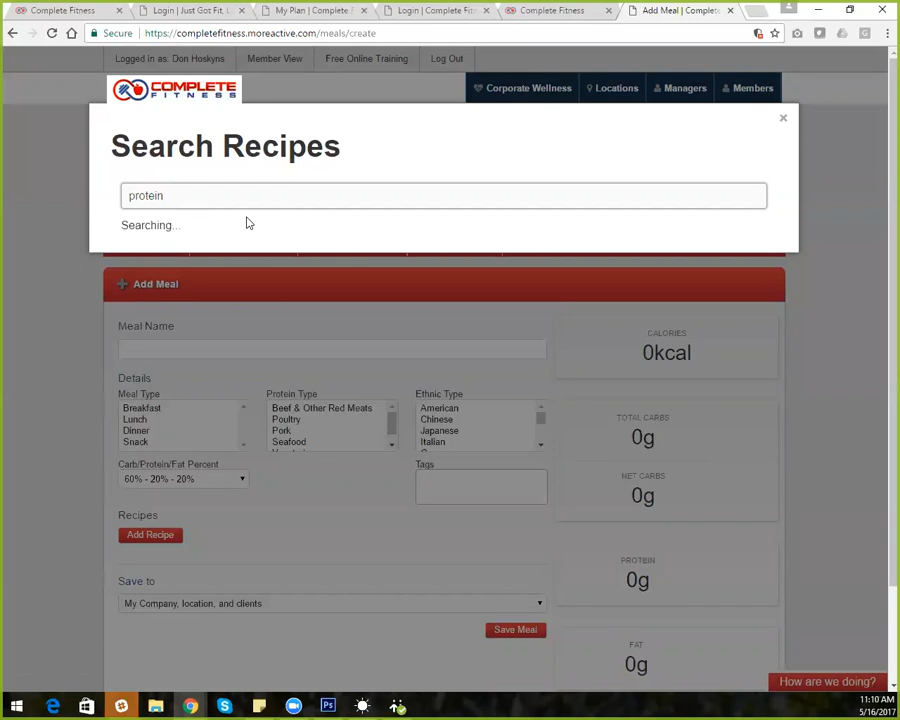 Complete Fitness
Login | Just Got Fit, L
My Plan | Complete F
Login | Complete Fitn
Complete Fitness
Add Meal | Complete
Secure https://completefitness.moreactive.com/meals/create
Logged in as: Don Hoskyns
Member View
Free Online Training
Log Out
COMPLETE
FITNESS
Corporate Wellness
Locations
Managers
Members
Search Recipes
protein
Searching...
Add Meal
Meal Name
Details
Meal Type
Protein Type
Ethnic Type
Breakfast
Lunch
Dinner
Snack
Beef & Other Red Meats
Poultry
Pork
Seafood
American
Chinese
Japanese
Italian
Carb/Protein/Fat Percent
60% - 20% - 20%
Tags
Recipes
Add Recipe
Save to
My Company, location, and clients
Save Meal
CALORIES
0kcal
TOTAL CARBS
0g
NET CARBS
0g
PROTEIN
0g
FAT
0g
How are we doing?
11:10 AM
5/16/2017